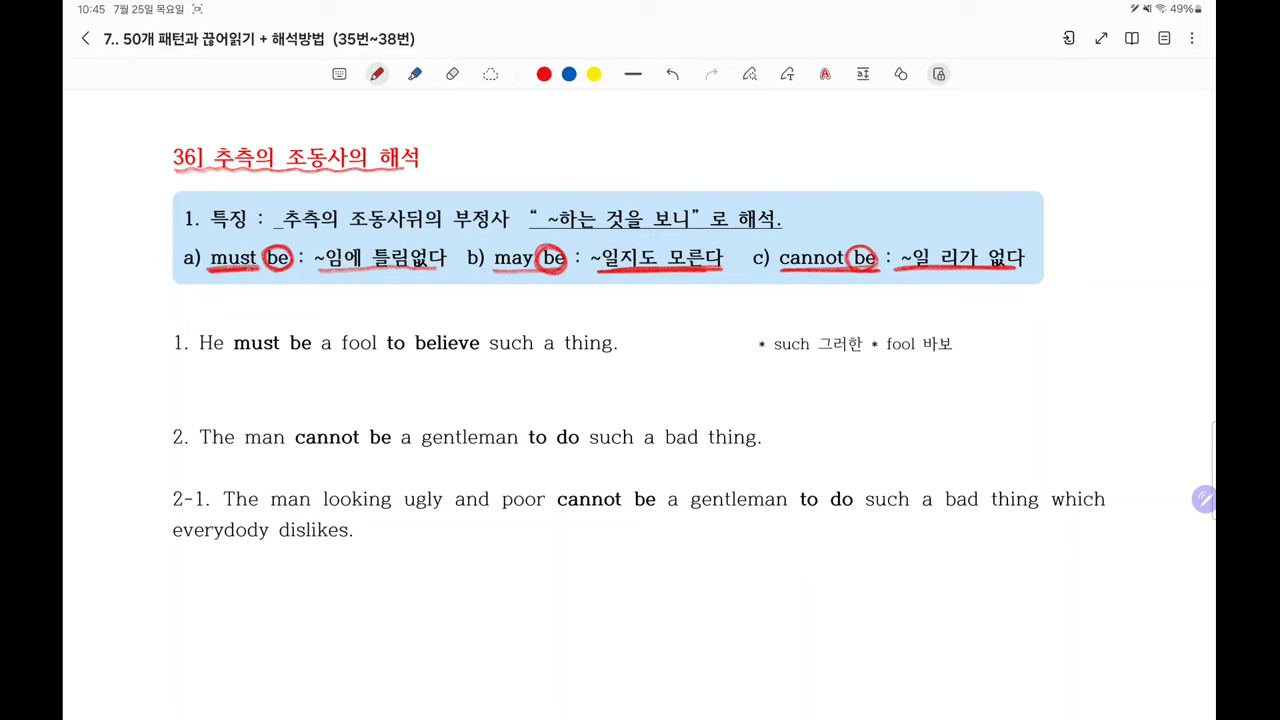 10:45 7월 25일 목요일 49%
7.. 50개 패턴과 끊어읽기 + 해석방법 (35번~38번)
36] 추측의 조동사의 해석
1. 특징 : _추측의 조동사뒤의 부정사 “ ~하는 것을 보니” 로 해석.
a) must be : ~임에 틀림없다 b) may be : ~일지도 모른다 c) cannot be : ~일 리가 없다
1. He must be a fool to believe such a thing. * such 그러한 * fool 바보
2. The man cannot be a gentleman to do such a bad thing.
2-1. The man looking ugly and poor cannot be a gentleman to do such a bad thing which
everydody dislikes.